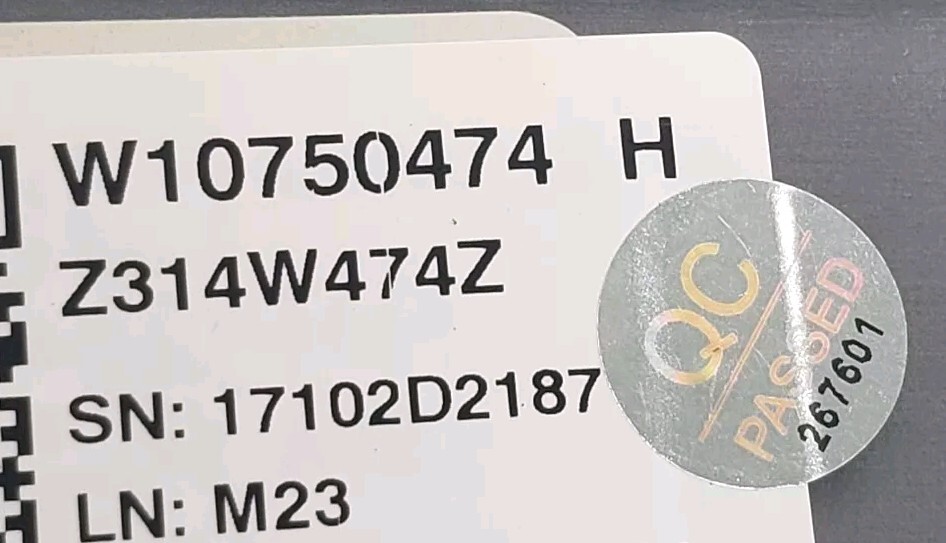 W10750474 H
Z314W474Z
SN: 17102D2187
LN: M23
QC
PASSED
267601